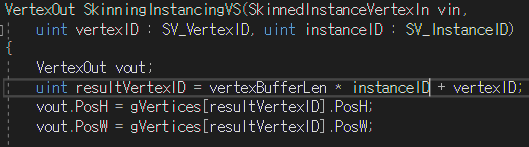 VertexOut SkinningInstancingVS(SkinnedInstanceVertexIn vin,
uint vertexID : SV_VertexID, uint instanceID : SV_InstanceID)
{
VertexOut vout;
uint resultVertexID = vertexBufferLen * instanceID + vertexID;
vout.PosH = gVertices[resultVertexID].PosH;
vout.PosW = gVertices[resultVertexID].PosW;